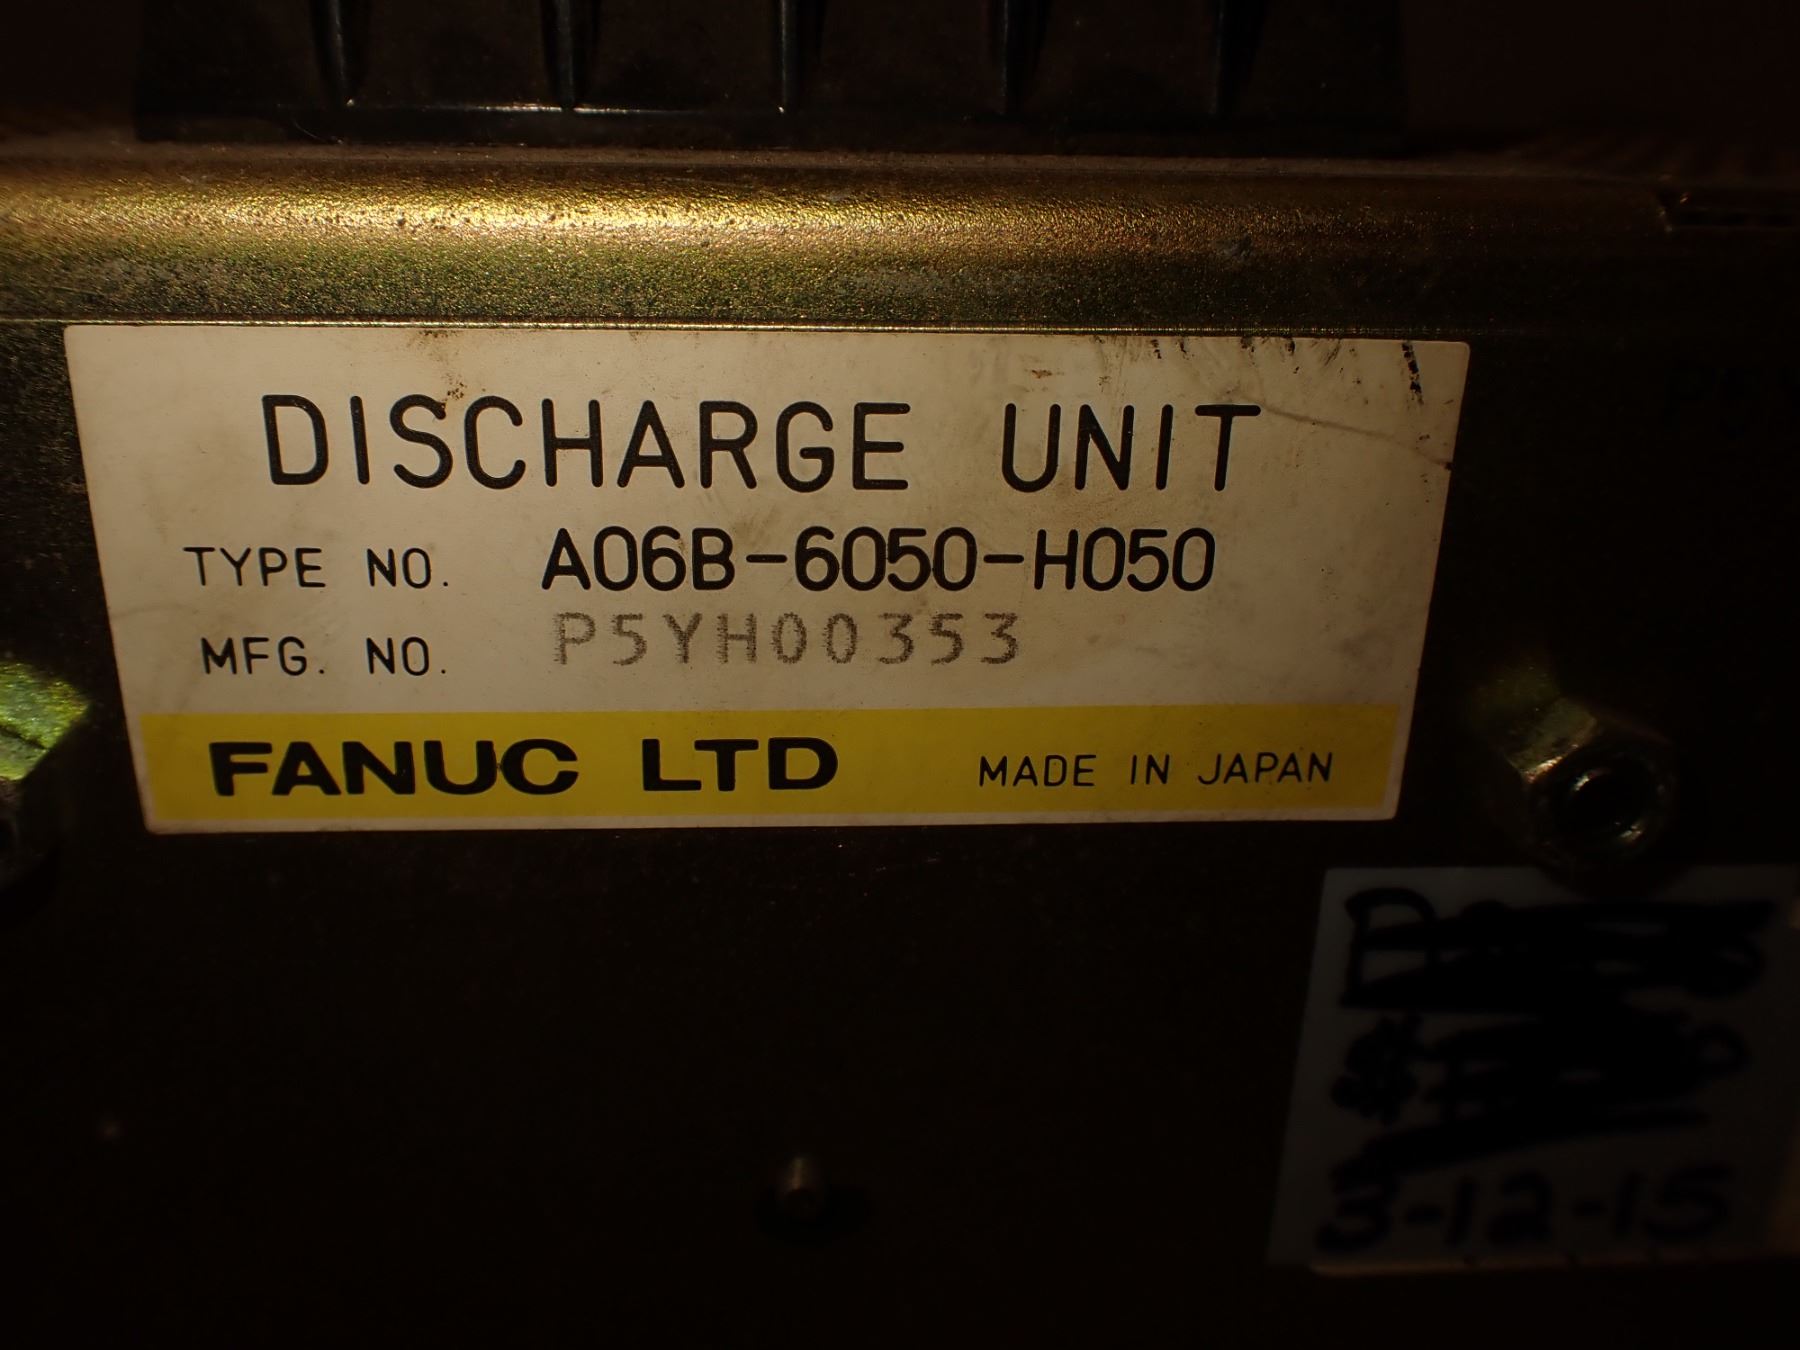 DISCHARGE UNIT
TYPE NO. A06B-6050-H050
MFG. NO. P5YH00353
FANUC LTD MADE IN JAPAN
3-12-15